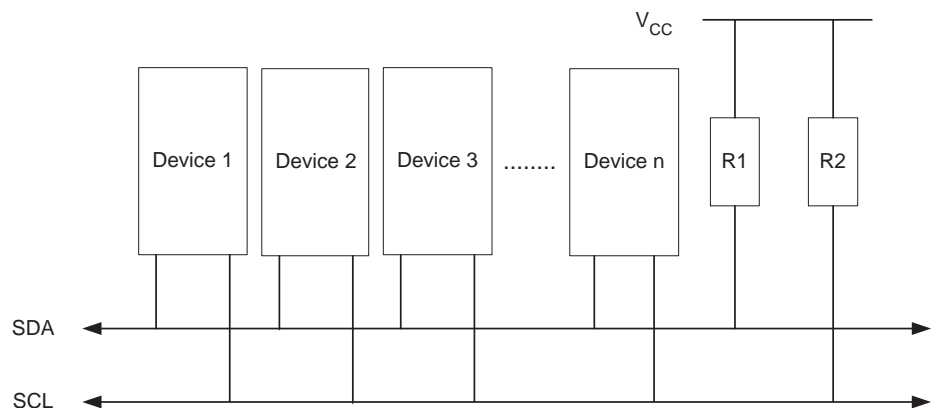 VCC
Device 1
Device 2
Device 3
........
Device n
R1
R2
SDA
SCL